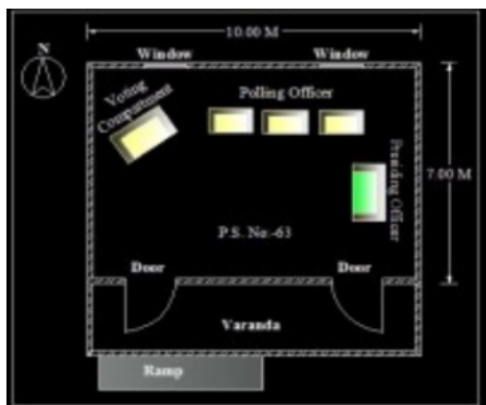 10.00 M
N
Window
Window
Voting
Compartment
Polling Officer
Presiding Officer
7.00 M
P.S. No.-63
Door
Door
Varanda
Ramp